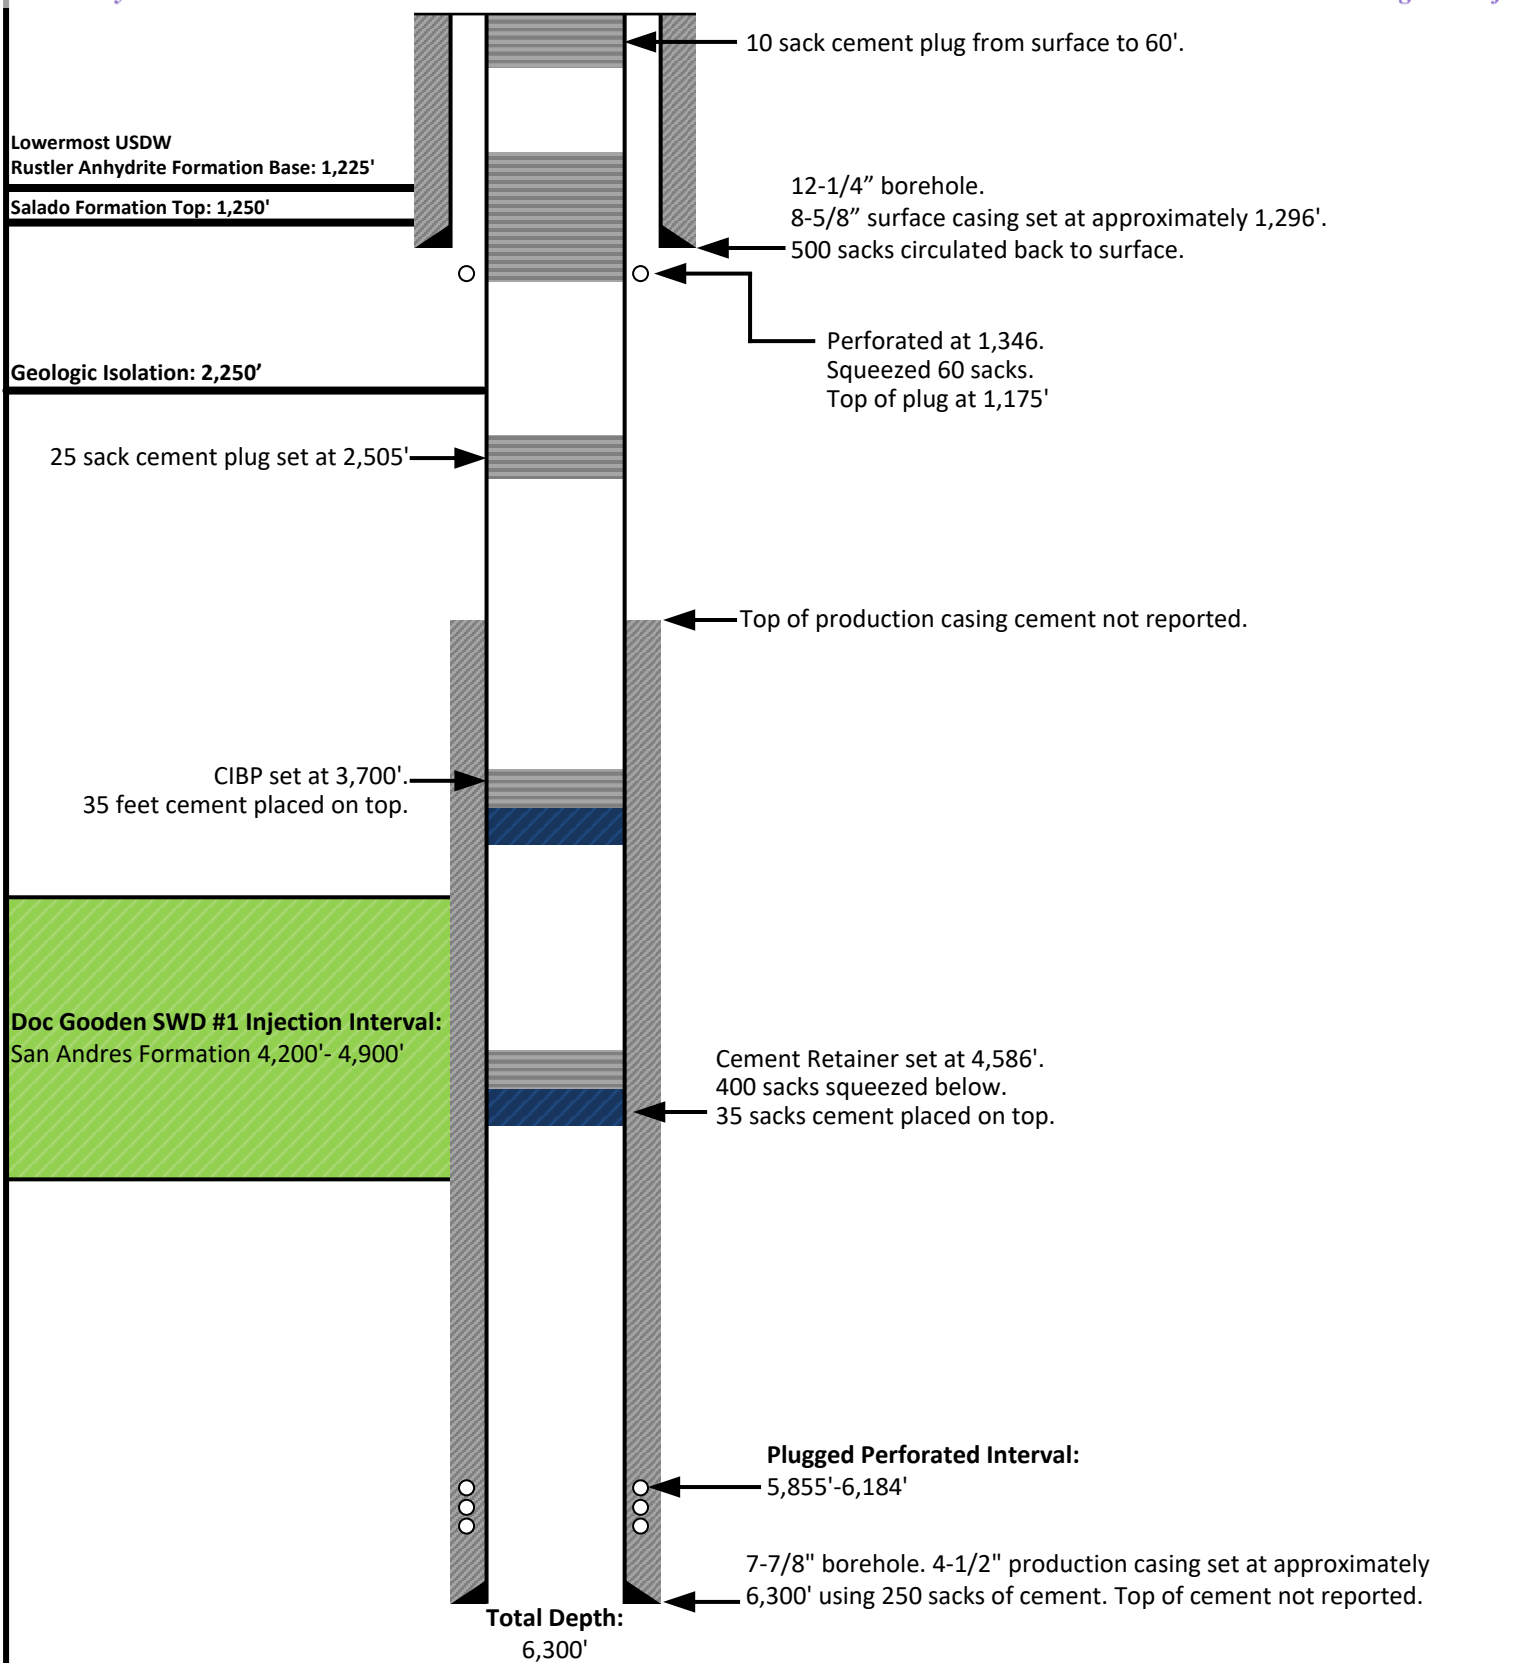 10 sack cement plug from surface to 60'.
Lowermost USDW
Rustler Anhydrite Formation Base: 1,225'
Salado Formation Top: 1,250'
12-1/4” borehole.
8-5/8” surface casing set at approximately 1,296'.
500 sacks circulated back to surface.
Perforated at 1,346.
Squeezed 60 sacks.
Top of plug at 1,175'
Geologic Isolation: 2,250’
25 sack cement plug set at 2,505'
Top of production casing cement not reported.
CIBP set at 3,700'.
35 feet cement placed on top.
Doc Gooden SWD #1 Injection Interval:
San Andres Formation 4,200'- 4,900'
Cement Retainer set at 4,586'.
400 sacks squeezed below.
35 sacks cement placed on top.
Plugged Perforated Interval:
5,855'-6,184'
7-7/8" borehole. 4-1/2" production casing set at approximately
6,300' using 250 sacks of cement. Top of cement not reported.
Total Depth:
6,300'